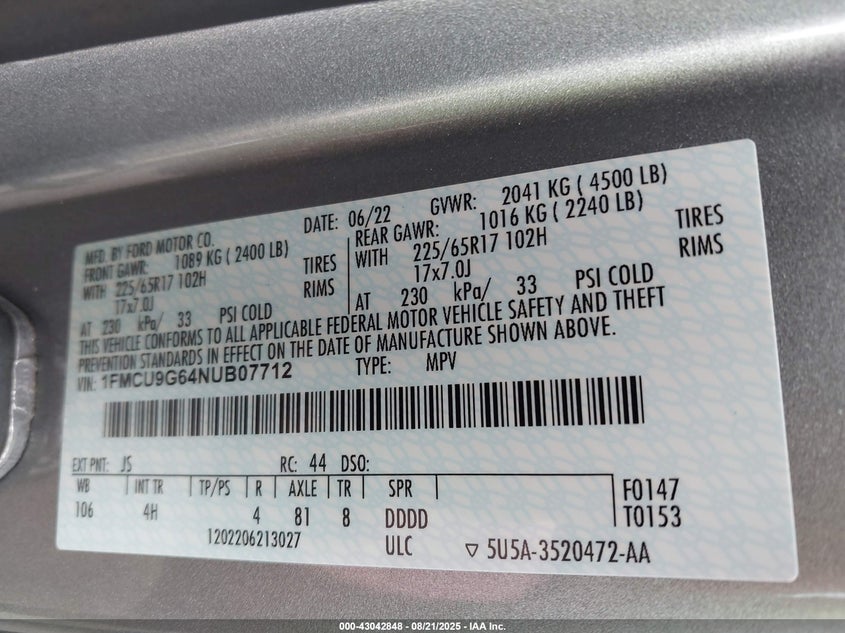 MFD. BY FORD MOTOR CO.
DATE: 06/22 GVWR: 2041 KG ( 4500 LB)
FRONT GAWR: 1089 KG ( 2400 LB)
REAR GAWR: 1016 KG ( 2240 LB)
WITH 225/65R17 102H TIRES
WITH 225/65R17 102H TIRES
17x7.0J RIMS
17x7.0J RIMS
AT 230 kPa/ 33 PSI COLD
AT 230 kPa/ 33 PSI COLD
THIS VEHICLE CONFORMS TO ALL APPLICABLE FEDERAL MOTOR VEHICLE SAFETY AND THEFT
PREVENTION STANDARDS IN EFFECT ON THE DATE OF MANUFACTURE SHOWN ABOVE.
VIN: 1FMCU9G64NUB07712 TYPE: MPV
EXT PNT: JS RC: 44 DSO:
WB INT TR TP/PS R AXLE TR SPR F0147
106 4H 4 81 8 DDDD T0153
1202206213027 ULC ▽ 5U5A-3520472-AA
000-43042848 - 08/21/2025 - IAA Inc.